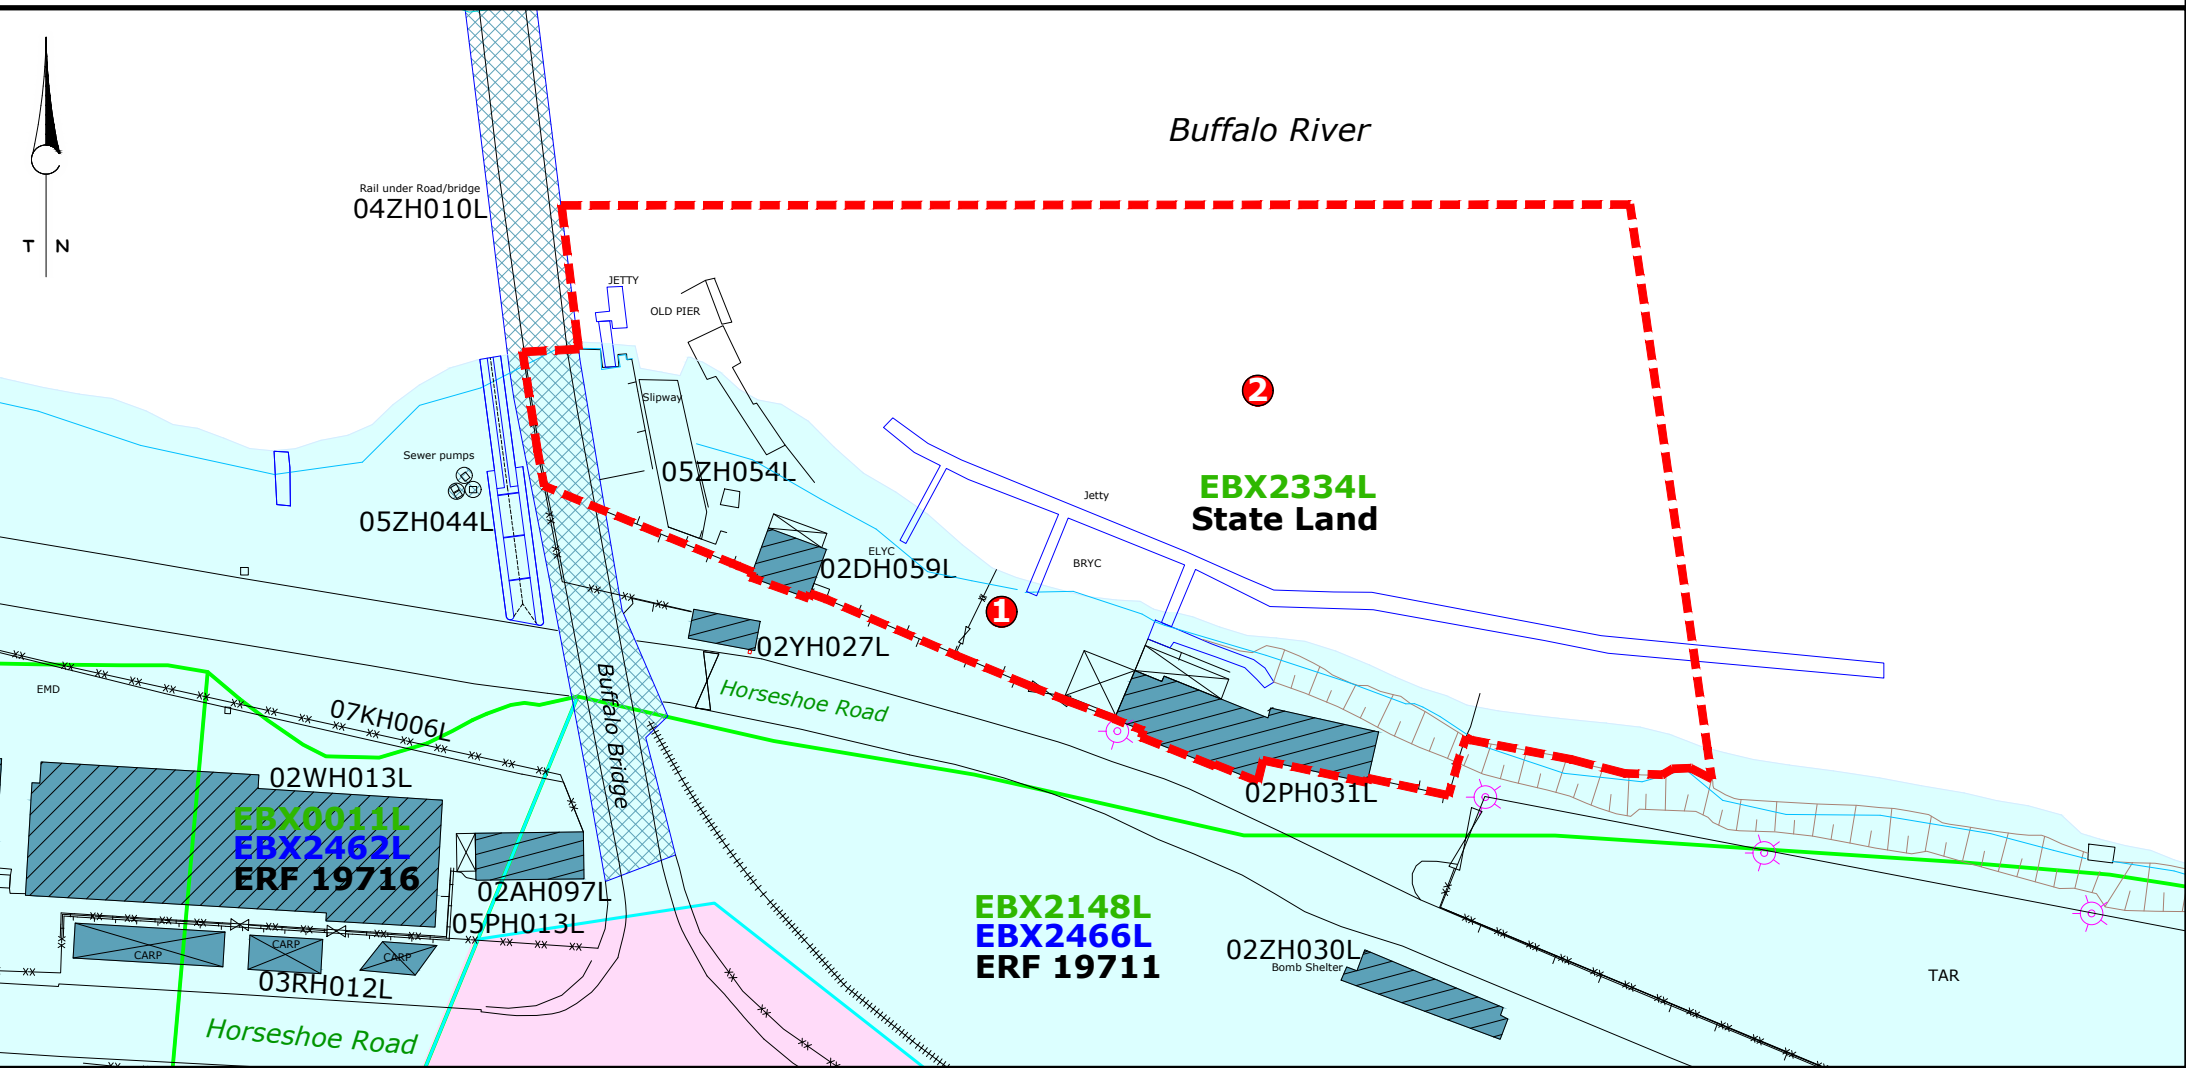 Buffalo River
Rail under Road/bridge
04ZH010L
T N
JETTY
OLD PIER
2
Slipway
Sewer pumps
05ZH054L
EBX2334L
State Land
Jetty
05ZH044L
ELYC
02DH059L
BRYC
1
02YH027L
Horseshoe Road
EMD
07KH006L
Buffalo Bridge
02WH013L
02PH031L
EBX0011L
EBX2462L
ERF 19716
02AH097L
05PH013L
EBX2148L
EBX2466L
ERF 19711
02ZH030L
Bomb Shelter
CARP
CARP
CARP
03RH012L
TAR
Horseshoe Road